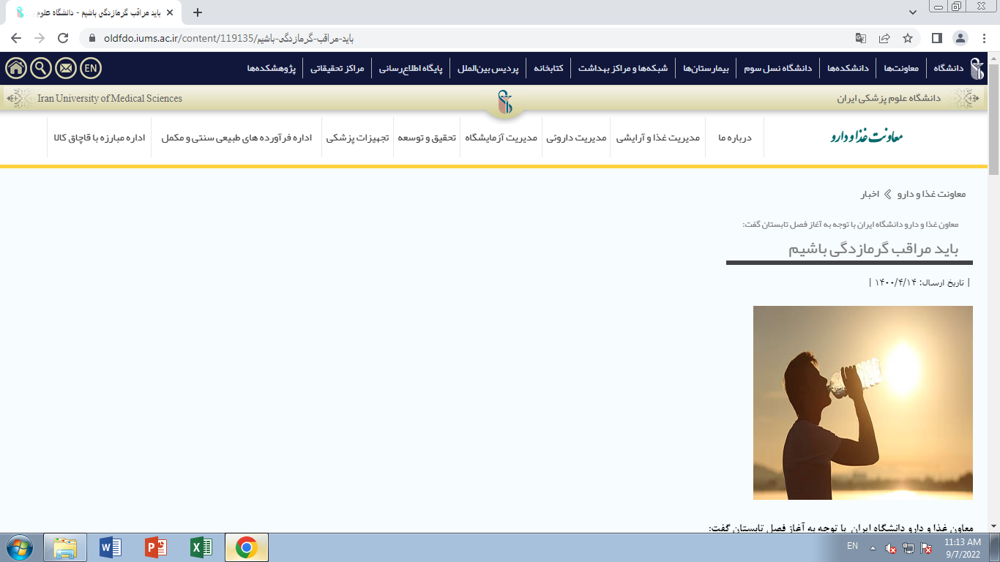 باید مراقب گرمازدگی باشیم - دانشگاه علوم
oldfdo.iums.ac.ir/content/119135/باید-مراقب-گرمازدگی-باشیم
دانشگاه معاونت‌ها دانشکده‌ها دانشگاه نسل سوم بیمارستان‌ها شبکه‌ها و مراکز بهداشت کتابخانه پردیس بین‌الملل پایگاه اطلاع‌رسانی مراکز تحقیقاتی پژوهشکده‌ها EN
دانشگاه علوم پزشکی ایران Iran University of Medical Sciences
معاونت غذا و دارو درباره ما مدیریت غذا و آرایشی مدیریت داروئی مدیریت آزمایشگاه تحقیق و توسعه تجهیزات پزشکی اداره فرآورده های طبیعی سنتی و مکمل اداره مبارزه با قاچاق کالا
معاونت غذا و دارو اخبار
معاون غذا و دارو دانشگاه ایران با توجه به آغاز فصل تابستان گفت:
باید مراقب گرمازدگی باشیم
| تاریخ ارسال: ۱۴۰۰/۴/۱۴ |
معاون غذا و دارو دانشگاه ایران با توجه به آغاز فصل تابستان گفت:
EN 11:13 AM
9/7/2022